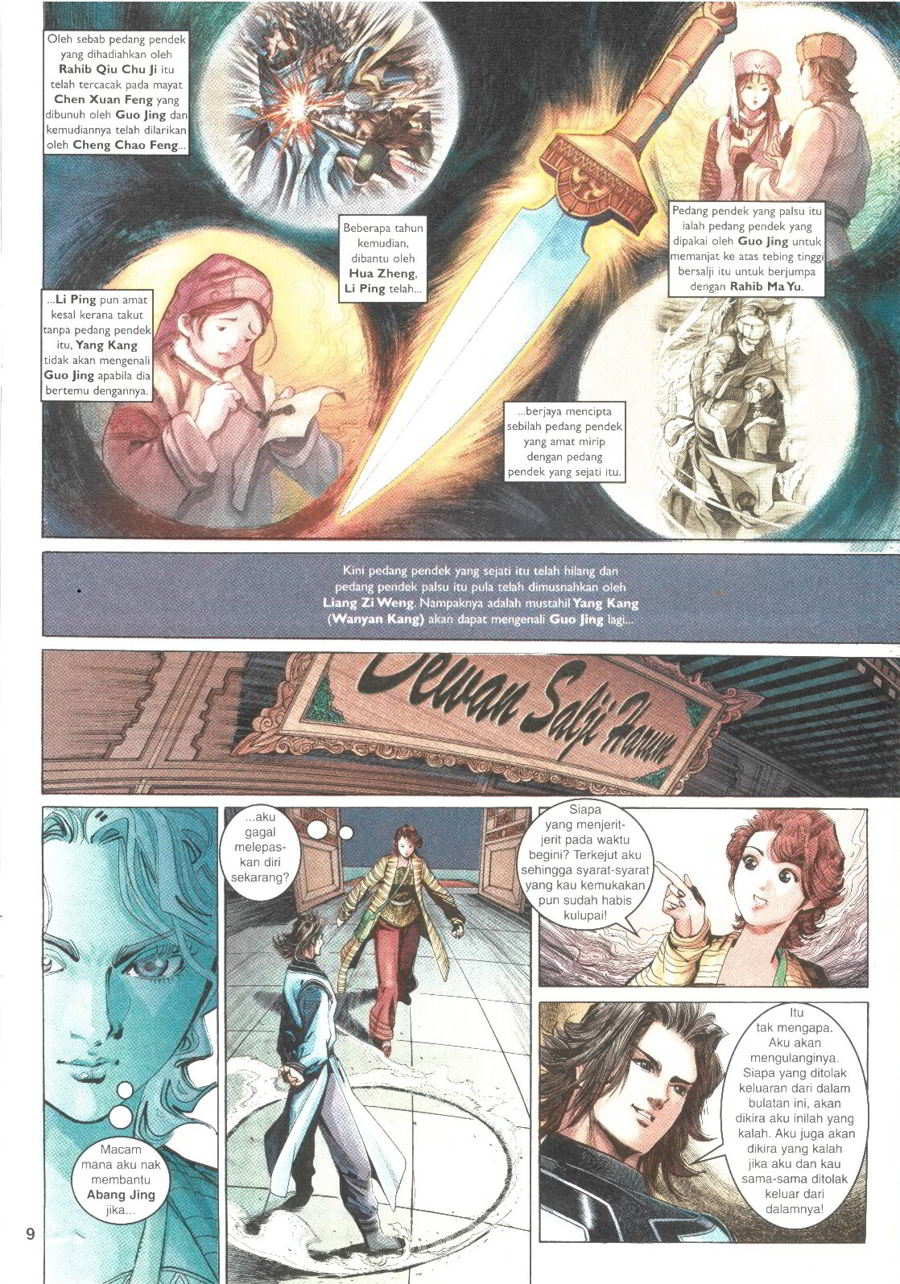 Oleh sebab pedang pendek
yang dihadiahkan oleh
Rahib Qiu Chu Ji itu
telah tercacak pada mayat
Chen Xuan Feng yang
dibunuh oleh Guo Jing dan
kemudiannya telah dilarikan
oleh Cheng Chao Feng...
...Li Ping pun amat
kesal kerana takut
tanpa pedang pendek
itu, Yang Kang
tidak akan mengenali
Guo Jing apabila dia
bertemu dengannya.
Beberapa tahun
kemudian,
dibantu oleh
Hua Zheng,
Li Ping telah...
...berjaya mencipta
sebilah pedang pendek
yang amat mirip
dengan pedang
pendek yang sejati itu.
Pedang pendek yang palsu itu
ialah pedang pendek yang
dipakai oleh Guo Jing untuk
memanjat ke atas tebing tinggi
bersalji itu untuk berjumpa
dengan Rahib Ma Yu.
Kini pedang pendek yang sejati itu telah hilang dan
pedang pendek palsu itu pula telah dimusnahkan oleh
Liang Zi Weng. Nampaknya adalah mustahil Yang Kang
(Wanyan Kang) akan dapat mengenali Guo Jing lagi...
Dewan Salji Harum
Macam
mana aku nak
membantu
Abang Jing
jika...
...aku
gagal
melepas-
kan diri
sekarang?
Siapa
yang menjerit-
jerit pada waktu
begini? Terkejut aku
sehingga syarat-syarat
yang kau kemukakan
pun sudah habis
kulupai!
Itu
tak mengapa.
Aku akan
mengulanginya.
Siapa yang ditolak
keluaran dari dalam
bulatan ini, akan
dikira aku inilah yang
kalah. Aku juga akan
dikira yang kalah
jika aku dan kau
sama-sama ditolak
keluar dari
dalamnya!
9